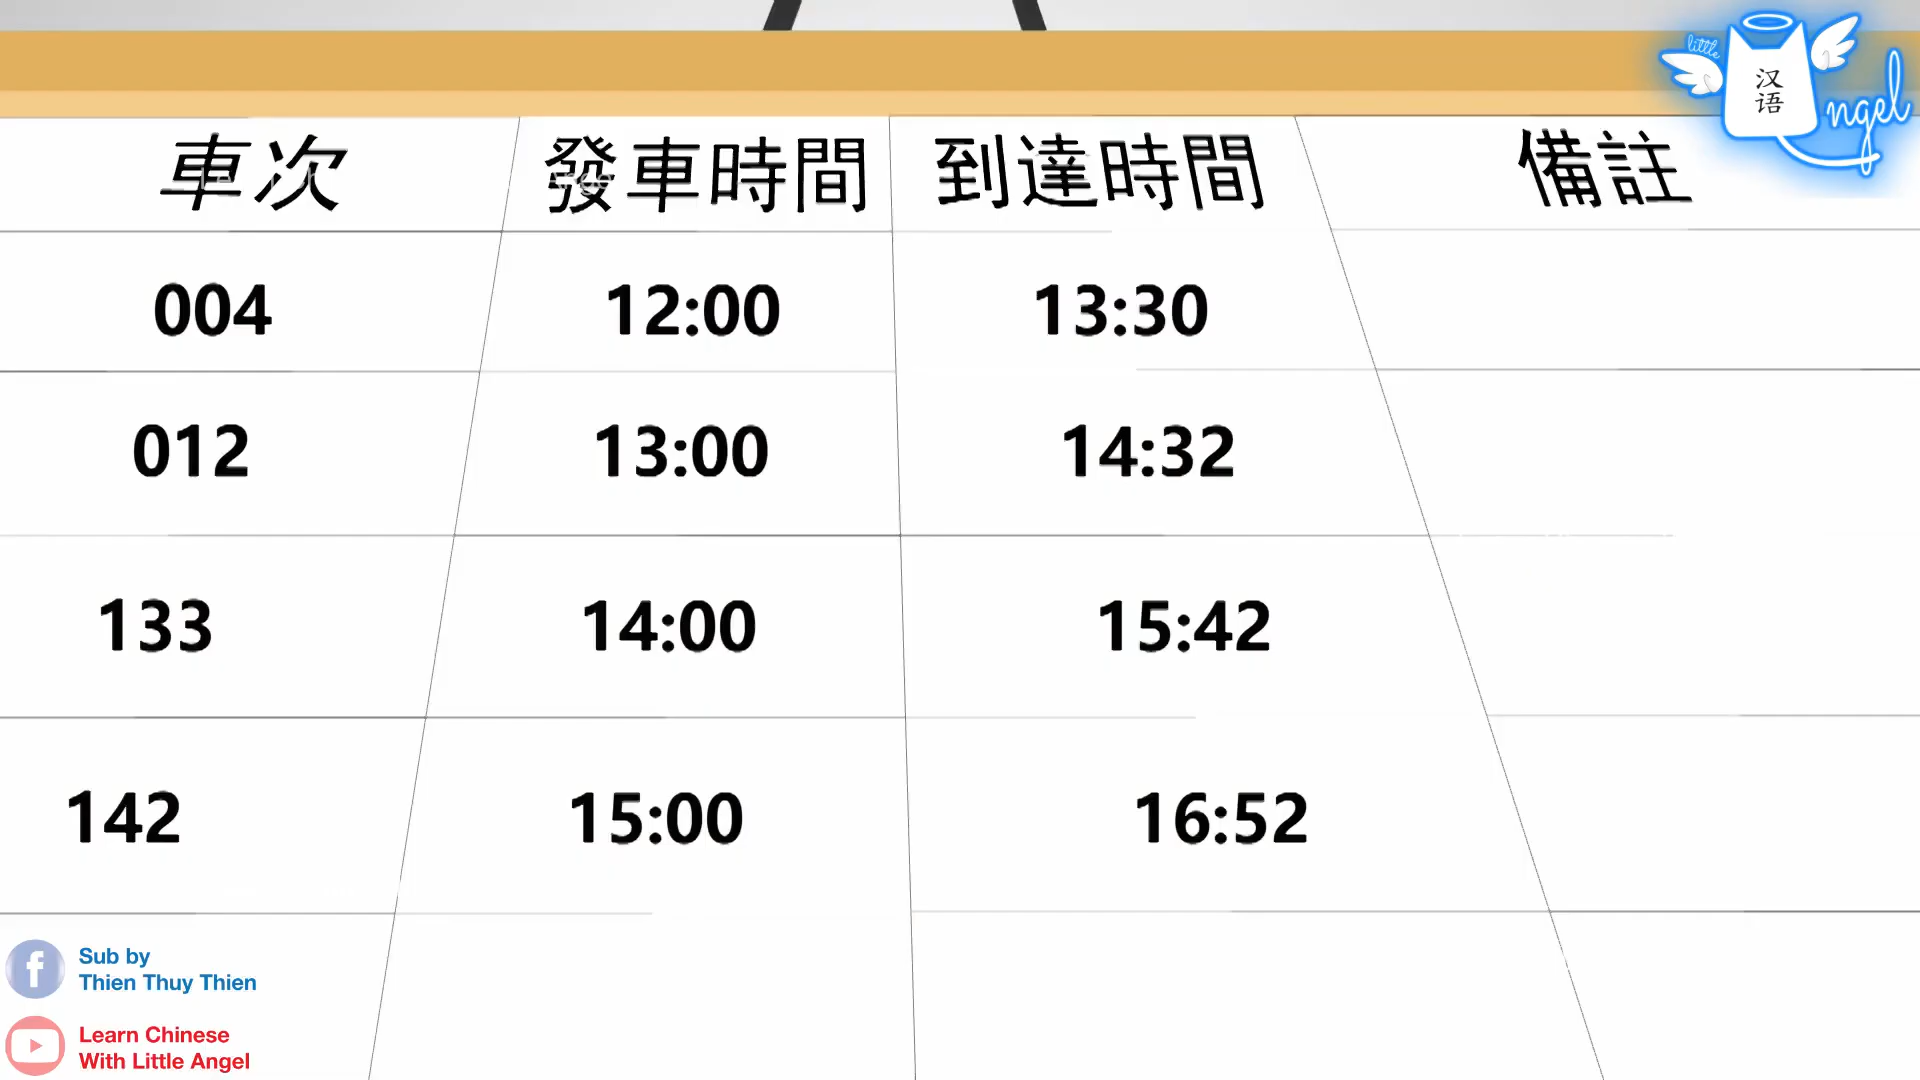 little
汉语
ngel
車次 發車時間 到達時間 備註
004 12:00 13:30
012 13:00 14:32
133 14:00 15:42
142 15:00 16:52
Sub by
Thien Thuy Thien
Learn Chinese
With Little Angel